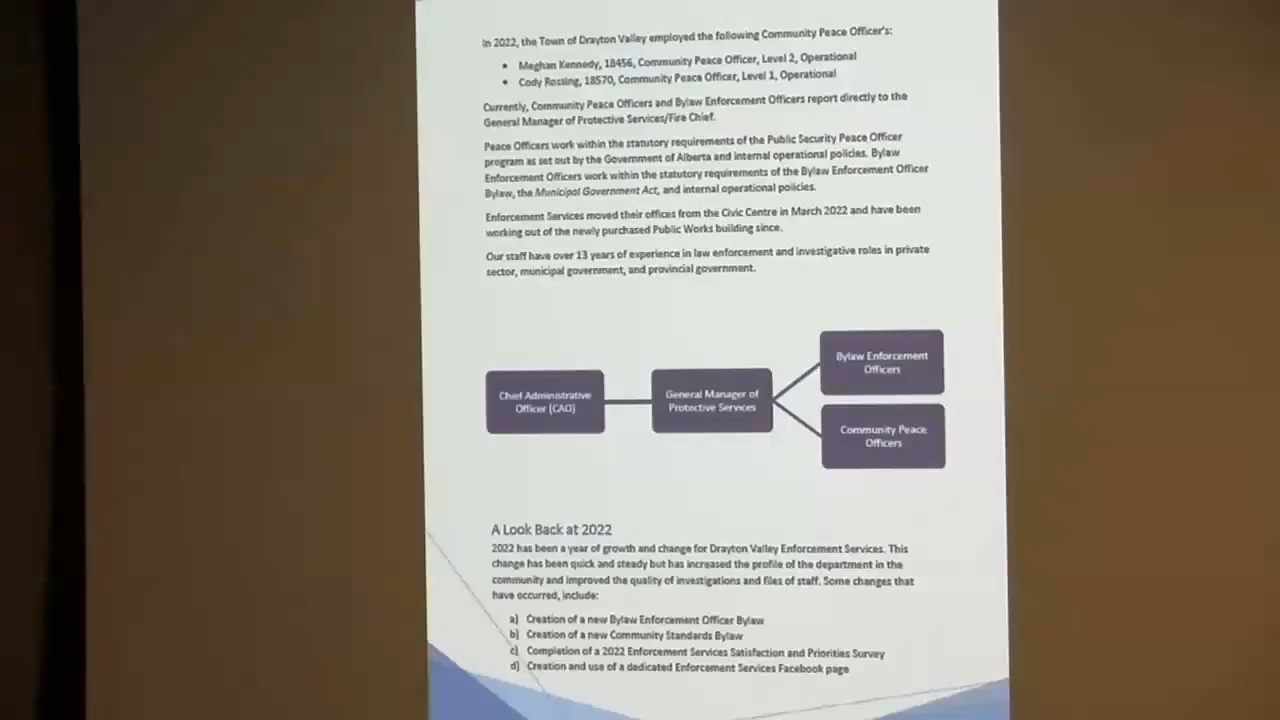 In 2022, the Town of Drayton Valley employed the following Community Peace Officer's:
• Meghan Kennedy, 18456, Community Peace Officer, Level 2, Operational
• Cody Rossing, 18570, Community Peace Officer, Level 1, Operational
Currently, Community Peace Officers and Bylaw Enforcement Officers report directly to the
General Manager of Protective Services/Fire Chief.
Peace Officers work within the statutory requirements of the Public Security Peace Officer
program as set out by the Government of Alberta and internal operational policies. Bylaw
Enforcement Officers work within the statutory requirements of the Bylaw Enforcement Officer
Bylaw, the Municipal Government Act, and internal operational policies.
Enforcement Services moved their offices from the Civic Centre in March 2022 and have been
working out of the newly purchased Public Works building since.
Our staff have over 13 years of experience in law enforcement and investigative roles in private
sector, municipal government, and provincial government.
Chief Administrative
Officer (CAO)
General Manager of
Protective Services
Bylaw Enforcement
Officers
Community Peace
Officers
A Look Back at 2022
2022 has been a year of growth and change for Drayton Valley Enforcement Services. This
change has been quick and steady but has increased the profile of the department in the
community and improved the quality of investigations and files of staff. Some changes that
have occurred, include:
a) Creation of a new Bylaw Enforcement Officer Bylaw
b) Creation of a new Community Standards Bylaw
c) Completion of a 2022 Enforcement Services Satisfaction and Priorities Survey
d) Creation and use of a dedicated Enforcement Services Facebook page